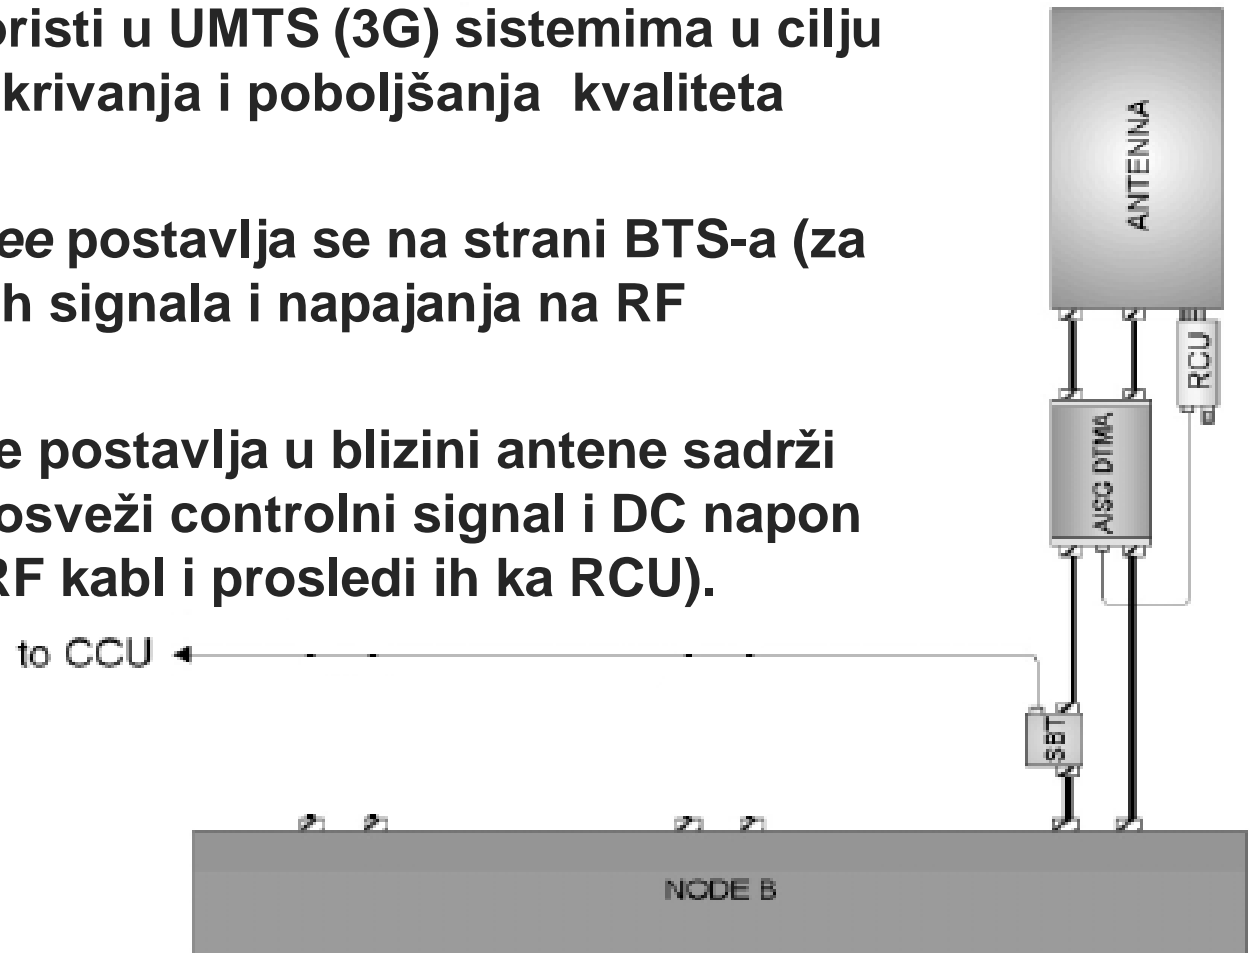 oristi u UMTS (3G) sistemima u cilju
krivanja i poboljšanja kvaliteta
ee postavlja se na strani BTS-a (za
h signala i napajanja na RF
e postavlja u blizini antene sadrži
osveži controlni signal i DC napon
RF kabl i prosledi ih ka RCU).
ANTENNA
RCU
AISG DTMA
to CCU
SBT
NODE B